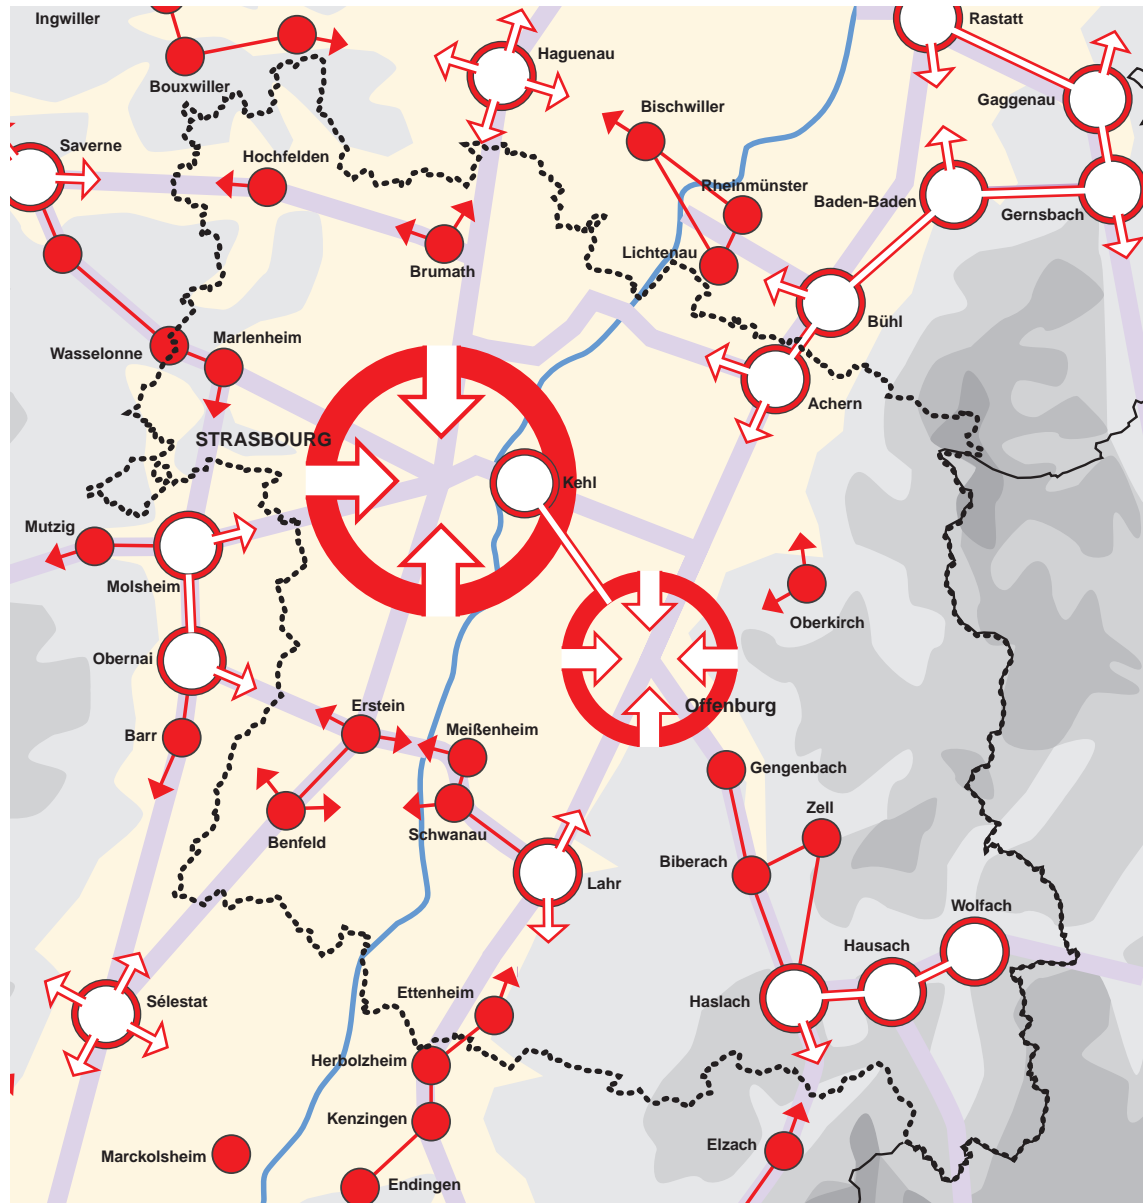 Ingwiller
Rastatt
Haguenau
Bouxwiller
Gaggenau
Bischwiller
Saverne
Hochfelden
Rheinmünster
Baden-Baden
Gernsbach
Lichtenau
Brumath
Bühl
Marlenheim
Wasselonne
Achern
STRASBOURG
Kehl
Mutzig
Molsheim
Oberkirch
Obernai
Erstein
Offenburg
Meißenheim
Barr
Gengenbach
Zell
Schwanau
Benfeld
Biberach
Lahr
Wolfach
Hausach
Ettenheim
Sélestat
Haslach
Herbolzheim
Kenzingen
Elzach
Marckolsheim
Endingen